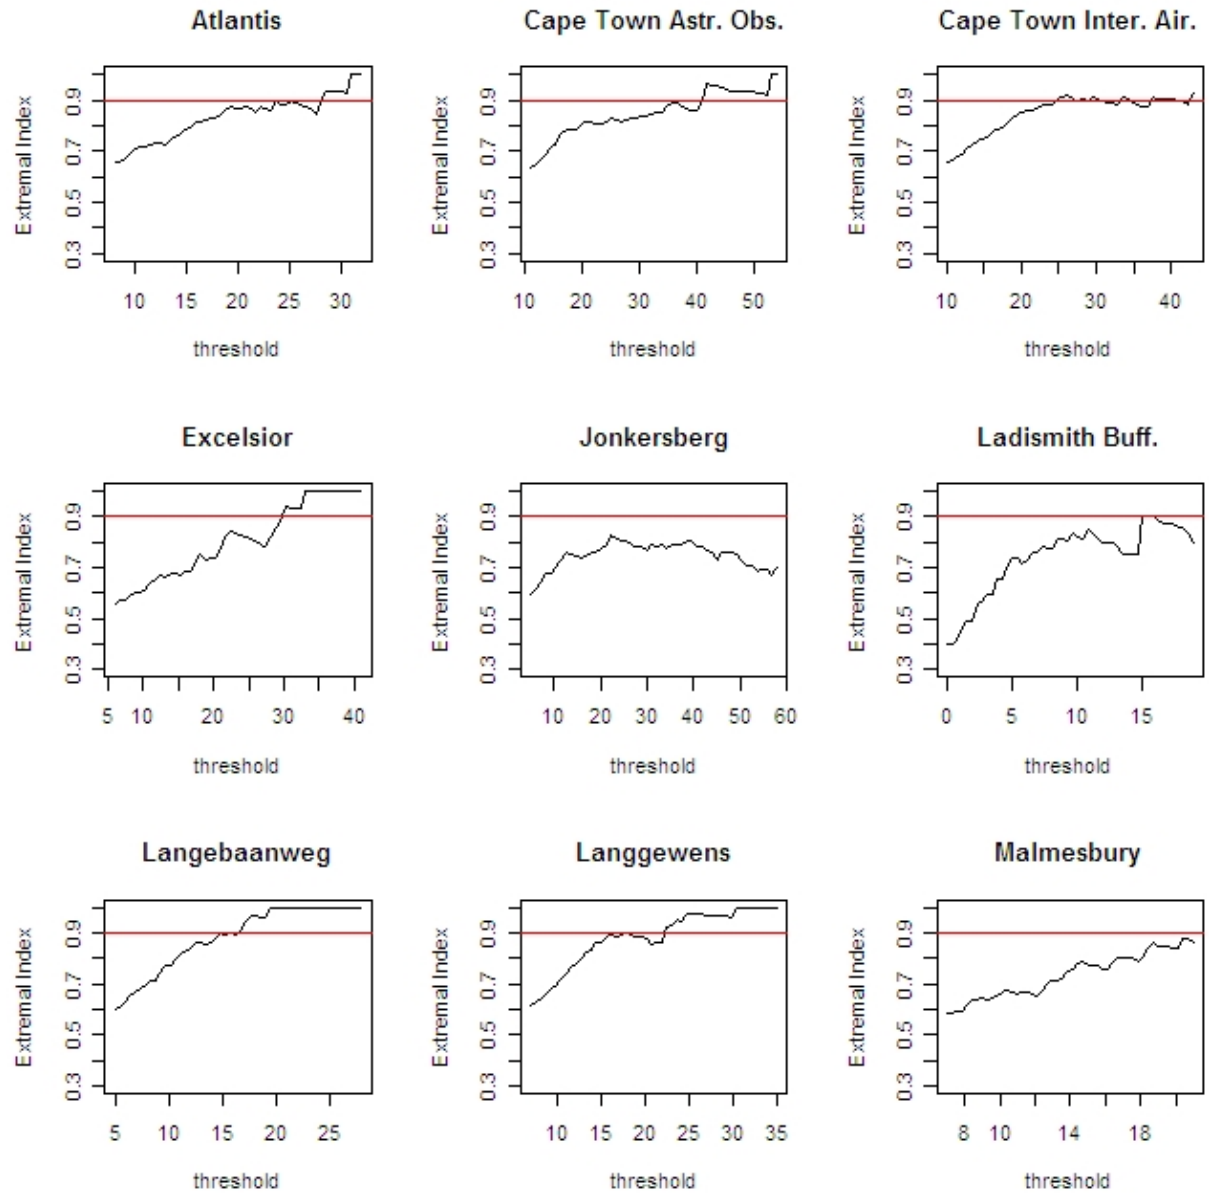 Atlantis
Extremal Index
0.3 0.5 0.7 0.9
10 15 20 25 30
threshold
Cape Town Astr. Obs.
Extremal Index
0.3 0.5 0.7 0.9
10 20 30 40 50
threshold
Cape Town Inter. Air.
Extremal Index
0.3 0.5 0.7 0.9
10 20 30 40
threshold
Excelsior
Extremal Index
0.3 0.5 0.7 0.9
5 10 20 30 40
threshold
Jonkersberg
Extremal Index
0.3 0.5 0.7 0.9
10 20 30 40 50 60
threshold
Ladismith Buff.
Extremal Index
0.3 0.5 0.7 0.9
0 5 10 15
threshold
Langebaanweg
Extremal Index
0.3 0.5 0.7 0.9
5 10 15 20 25
threshold
Langgewens
Extremal Index
0.3 0.5 0.7 0.9
10 15 20 25 30 35
threshold
Malmesbury
Extremal Index
0.3 0.5 0.7 0.9
8 10 14 18
threshold